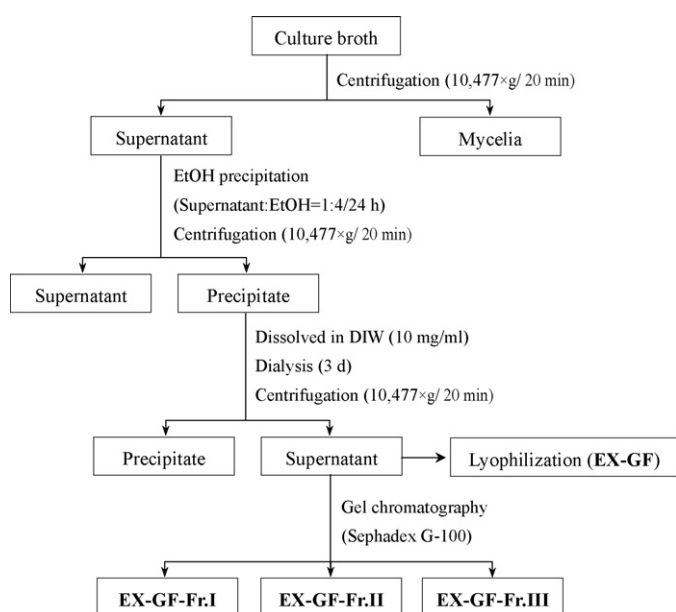 Culture broth
Centrifugation (10,477×g/ 20 min)
Supernatant
Mycelia
EtOH precipitation
(Supernatant:EtOH=1:4/24 h)
Centrifugation (10,477×g/ 20 min)
Supernatant
Precipitate
Dissolved in DIW (10 mg/ml)
Dialysis (3 d)
Centrifugation (10,477×g/ 20 min)
Precipitate
Supernatant
Lyophilization (EX-GF)
Gel chromatography
(Sephadex G-100)
EX-GF-Fr.I
EX-GF-Fr.II
EX-GF-Fr.III